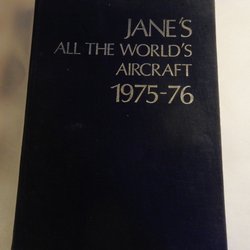 JANE'S
ALL THE WORLD'S
AIRCRAFT
1975-76